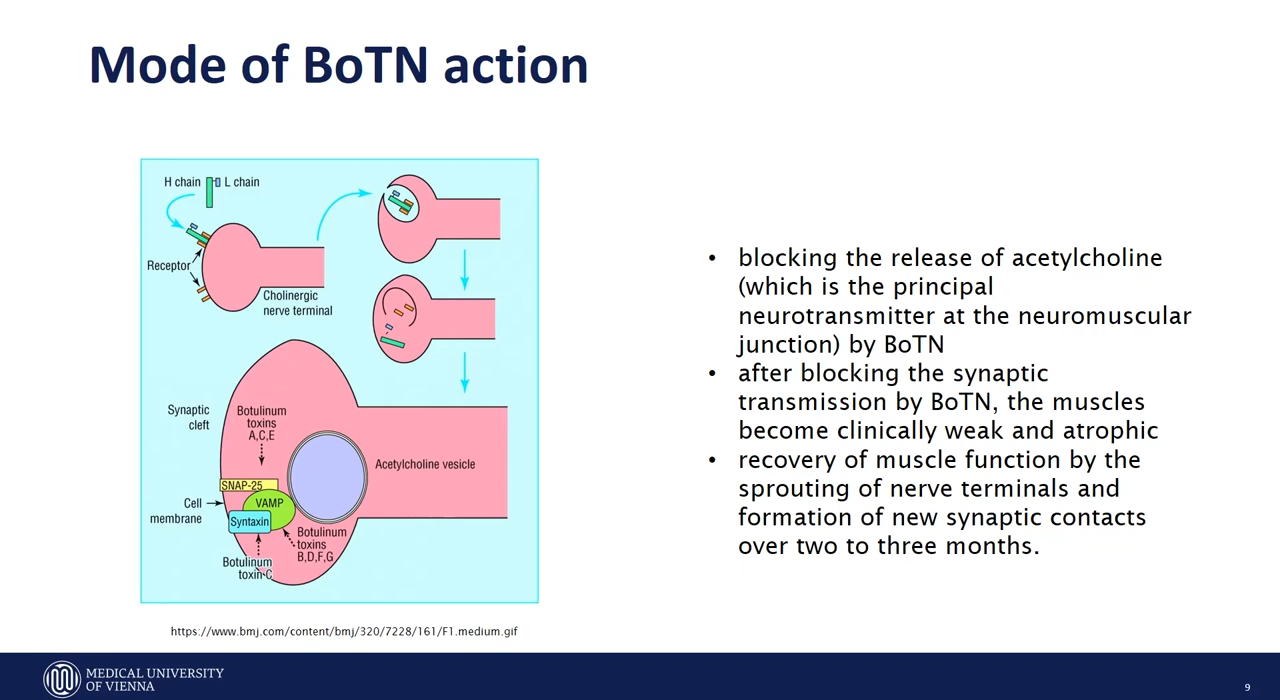 Mode of BoTN action
H chain
L chain
Receptor
Cholinergic
nerve terminal
Synaptic
cleft
Botulinum
toxins
A,C,E
Acetylcholine vesicle
SNAP-25
VAMP
Syntaxin
Cell
membrane
Botulinum
toxins
B,D,F,G
Botulinum
toxin C
https://www.bmj.com/content/bmj/320/7228/161/F1.medium.gif
• blocking the release of acetylcholine
(which is the principal
neurotransmitter at the neuromuscular
junction) by BoTN
• after blocking the synaptic
transmission by BoTN, the muscles
become clinically weak and atrophic
• recovery of muscle function by the
sprouting of nerve terminals and
formation of new synaptic contacts
over two to three months.
MEDICAL UNIVERSITY
OF VIENNA
9